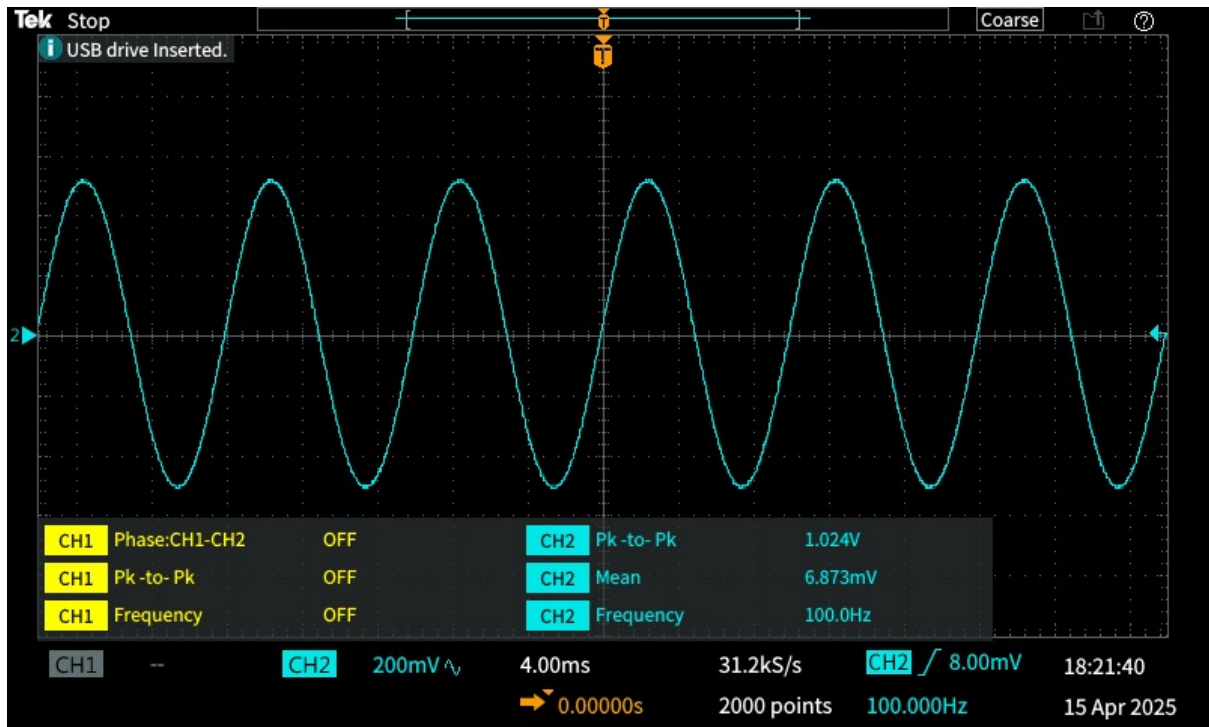 Tek Stop T Coarse
USB drive Inserted.
T
2
CH1 Phase:CH1-CH2 OFF CH2 Pk -to- Pk 1.024V
CH1 Pk -to- Pk OFF CH2 Mean 6.873mV
CH1 Frequency OFF CH2 Frequency 100.0Hz
CH1 -- CH2 200mV 4.00ms 31.2kS/s CH2 8.00mV 18:21:40
0.00000s 2000 points 100.000Hz 15 Apr 2025